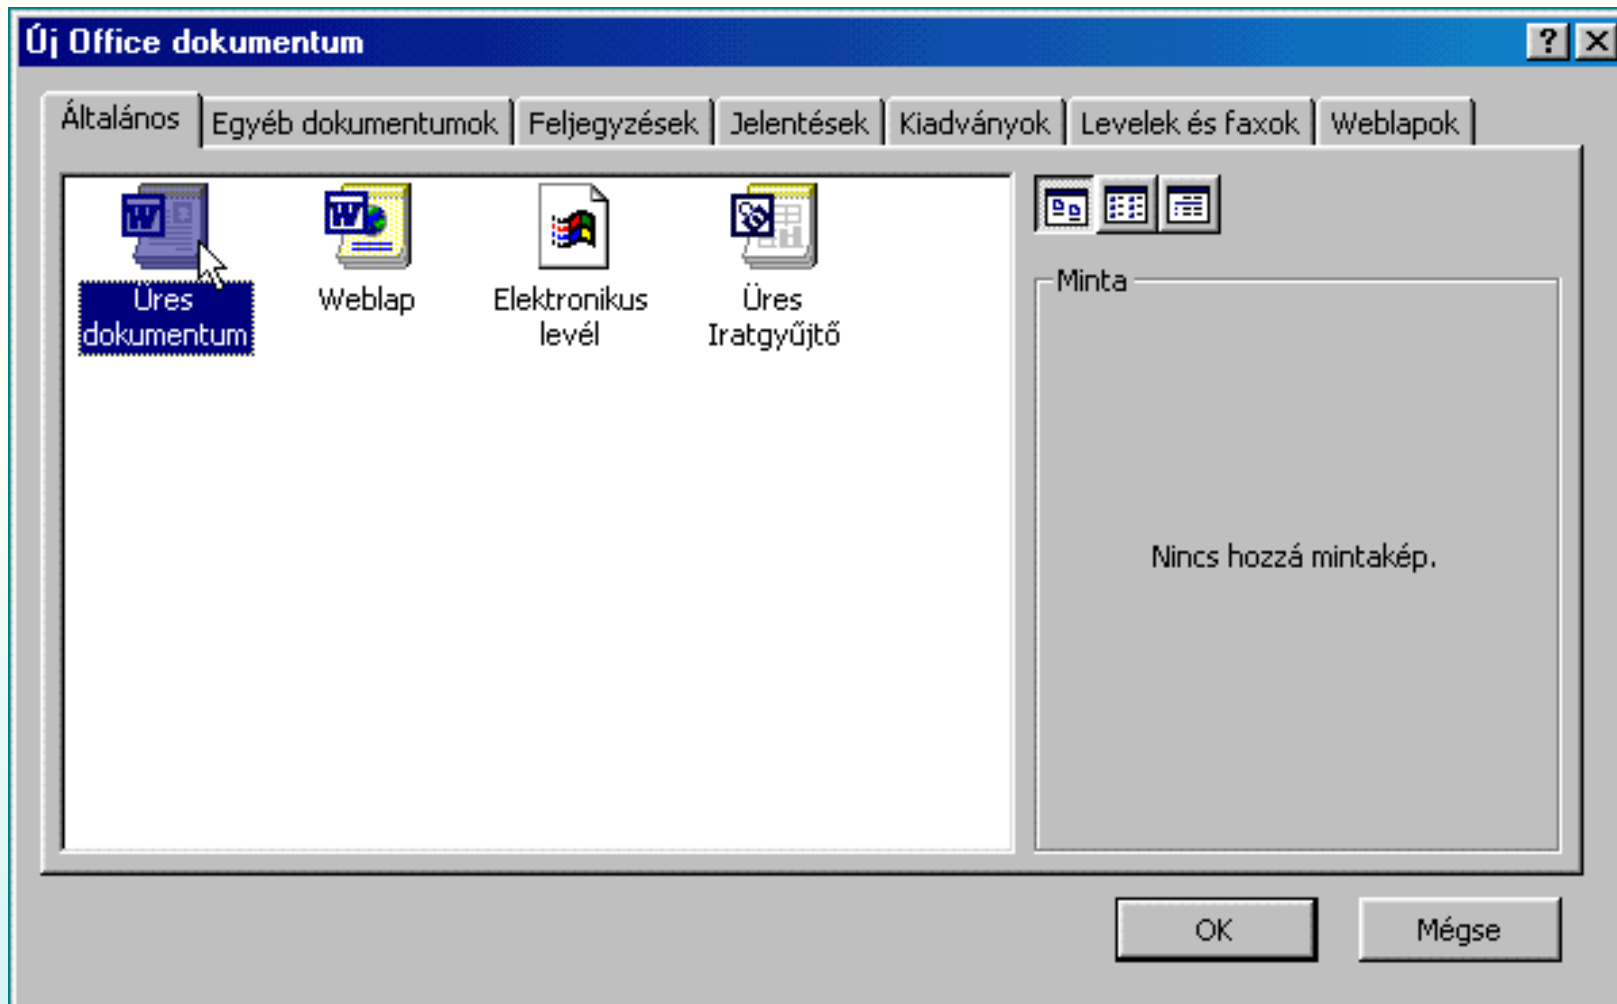 Új Office dokumentum
Általános Egyéb dokumentumok Feljegyzések Jelentések Kiadványok Levelek és faxok Weblapok
Üres dokumentum
Weblap
Elektronikus levél
Üres Iratgyűjtő
Minta
Nincs hozzá mintakép.
OK Mégse